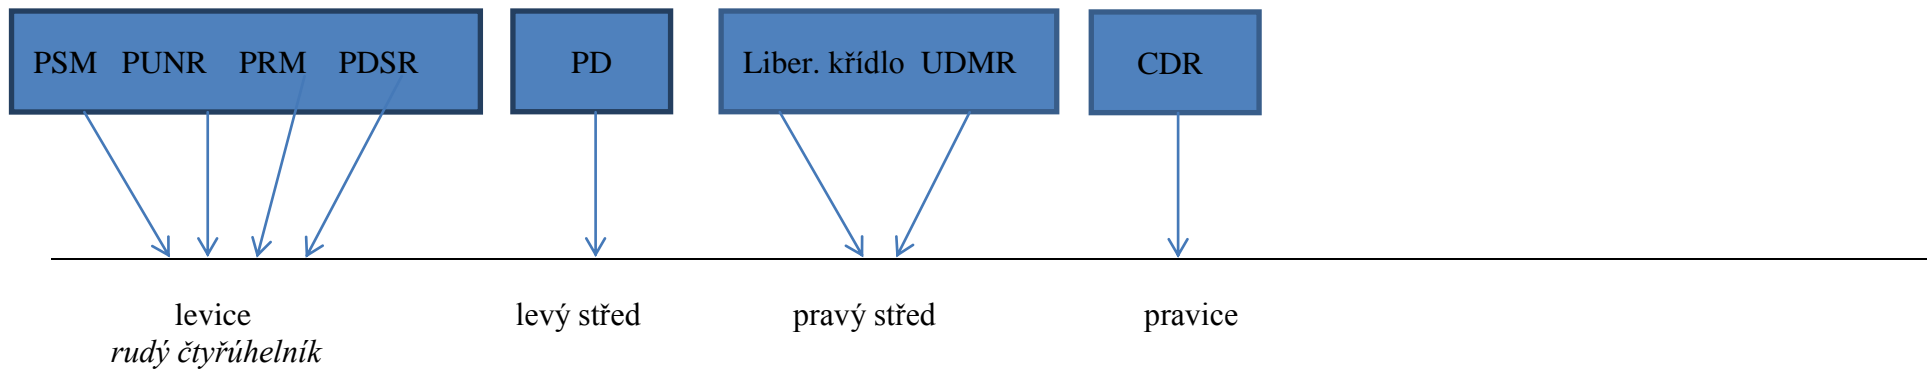 PSM PUNR PRM PDSR
PD
Liber. křídlo UDMR
CDR
levice
rudý čtyřúhelník
levý střed
pravý střed
pravice